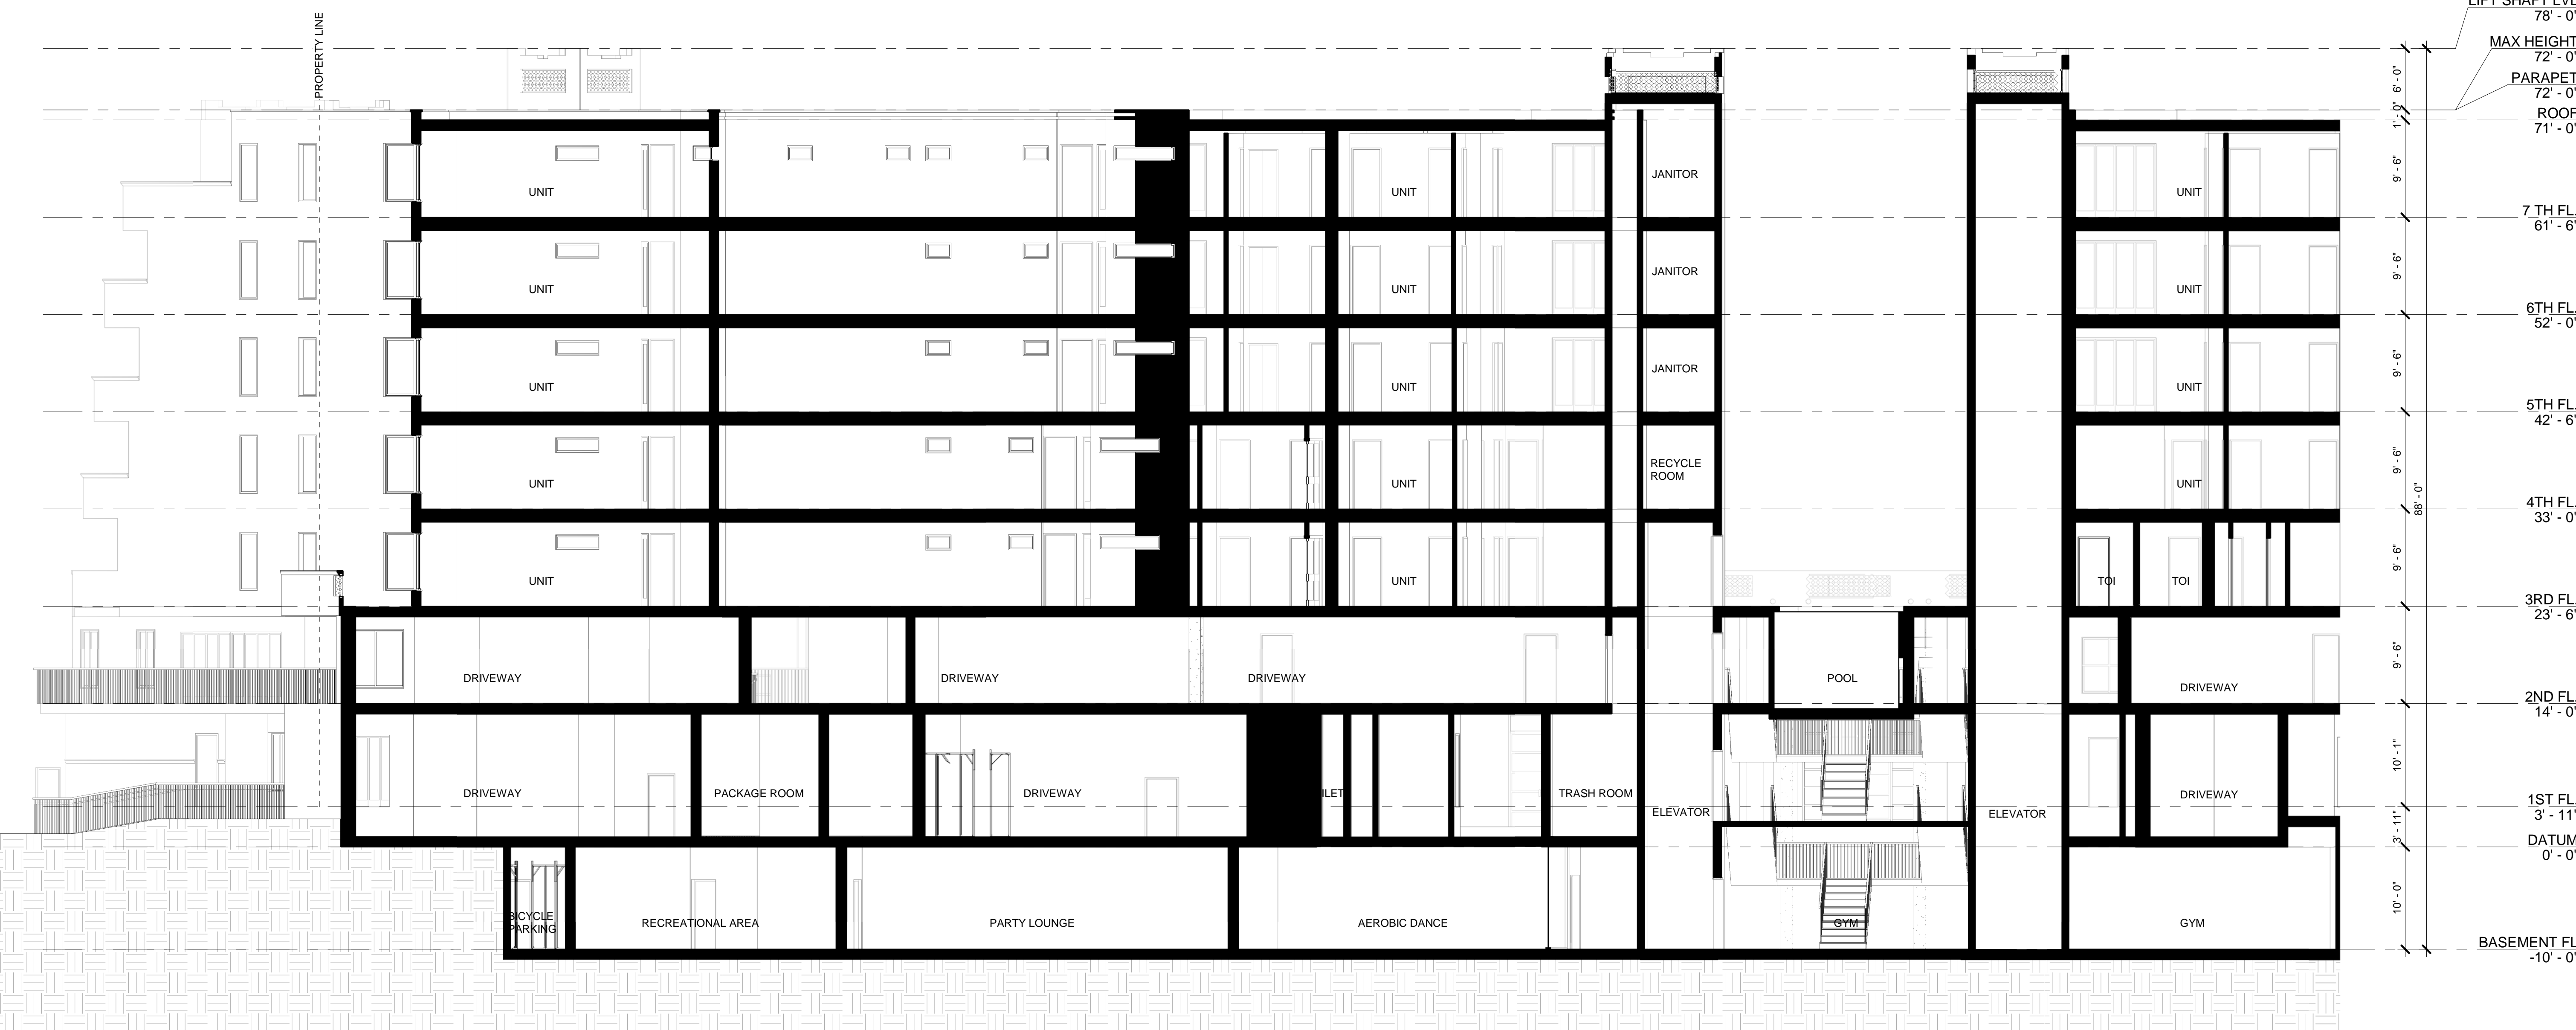 PROPERTY LINE
LIFT SHAFT LVL
78' - 0"
MAX HEIGHT
72' - 0"
PARAPET
72' - 0"
ROOF
71' - 0"
6' - 0"
1' - 0"
UNIT
UNIT
JANITOR
UNIT
9' - 6"
7 TH FL.
61' - 6"
UNIT
UNIT
JANITOR
UNIT
9' - 6"
6TH FL.
52' - 0"
UNIT
UNIT
JANITOR
UNIT
9' - 6"
5TH FL.
42' - 6"
UNIT
UNIT
RECYCLE
ROOM
UNIT
9' - 6"
88' - 0"
4TH FL.
33' - 0"
UNIT
UNIT
TOI
TOI
9' - 6"
3RD FL.
23' - 6"
DRIVEWAY
DRIVEWAY
DRIVEWAY
POOL
DRIVEWAY
9' - 6"
2ND FL.
14' - 0"
DRIVEWAY
PACKAGE ROOM
DRIVEWAY
ILET
TRASH ROOM
ELEVATOR
ELEVATOR
DRIVEWAY
10' - 1"
1ST FL.
3' - 11"
3' - 11"
DATUM
0' - 0"
BICYCLE
PARKING
RECREATIONAL AREA
PARTY LOUNGE
AEROBIC DANCE
GYM
GYM
10' - 0"
BASEMENT FL
-10' - 0"